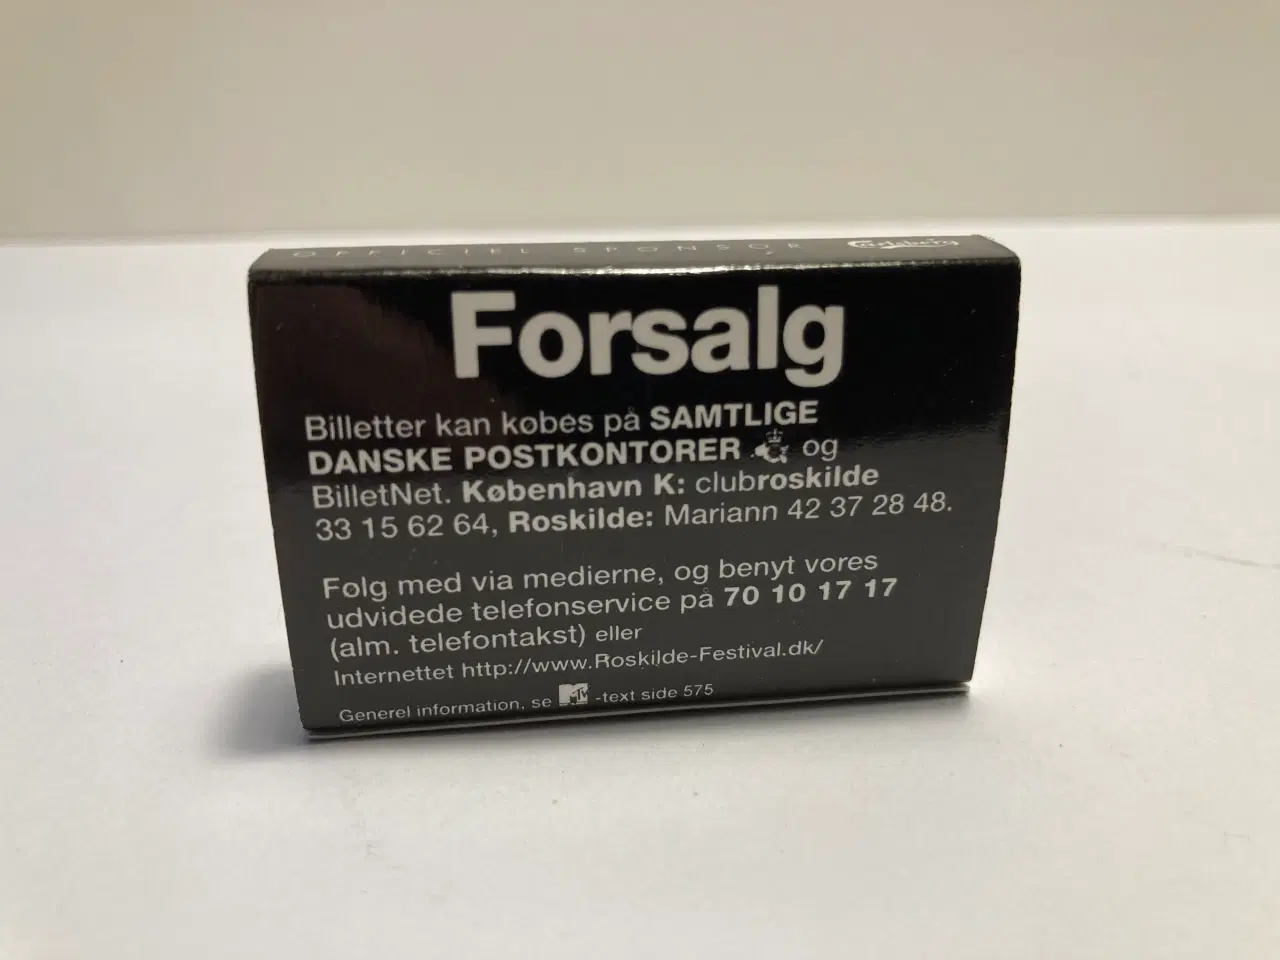 OFFICIEL SPONSOR Carlsberg
Forsalg
Billetter kan købes på SAMTLIGE
DANSKE POSTKONTORER og
BilletNet. København K: clubroskilde
33 15 62 64, Roskilde: Mariann 42 37 28 48.
Følg med via medierne, og benyt vores
udvidede telefonservice på 70 10 17 17
(alm. telefontakst) eller
Internettet http://www.Roskilde-Festival.dk/
Generel information, se MTV -text side 575